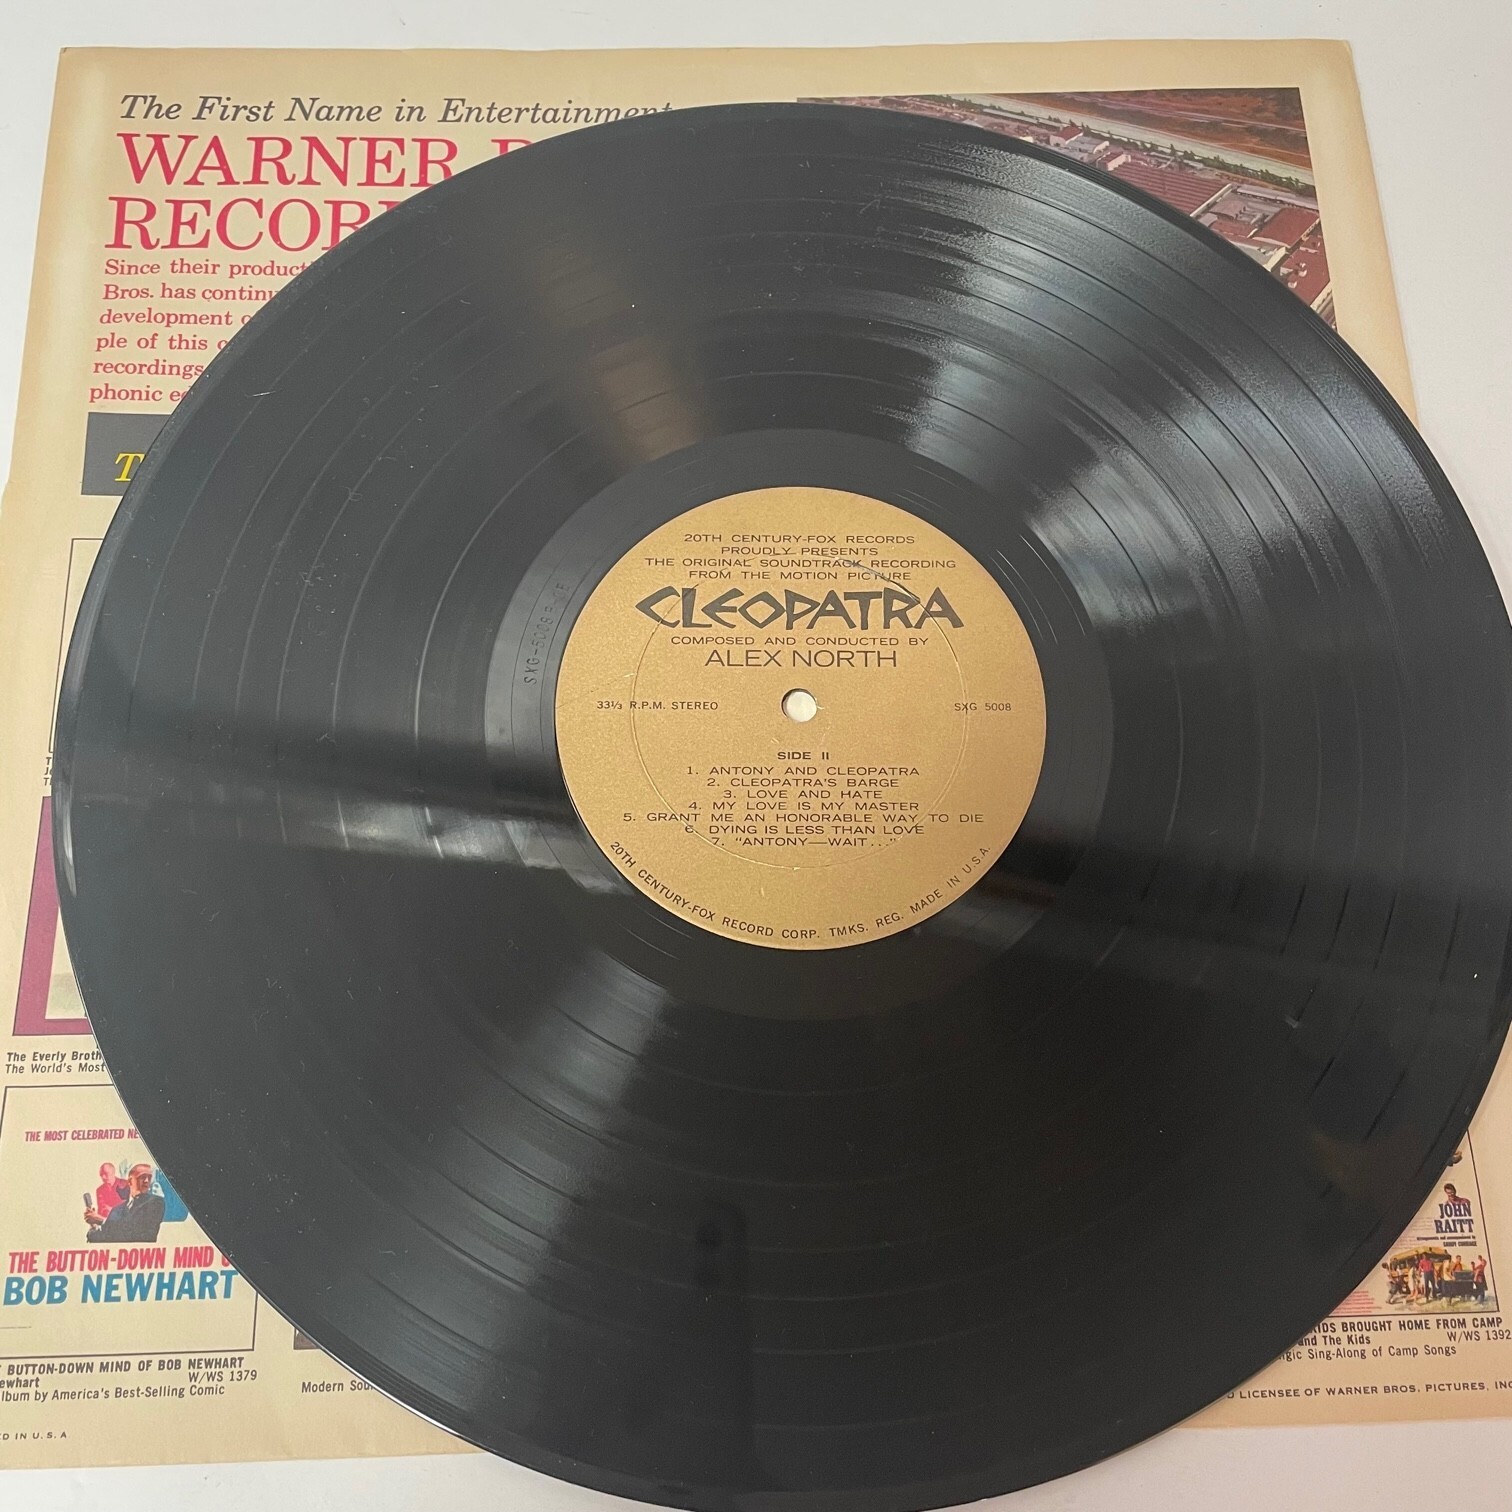 The First Name in Entertainment
WARNER
RECOR
Since their product
Bros. has continu
development
ple of this
recordings
phonic
T
20TH CENTURY-FOX RECORDS
PROUDLY PRESENTS
THE ORIGINAL SOUNDTRACK RECORDING
FROM THE MOTION PICTURE
CLEOPATRA
COMPOSED AND CONDUCTED BY
ALEX NORTH
33⅓ R.P.M. STEREO
SXG 5008
SIDE II
1. ANTONY AND CLEOPATRA
2. CLEOPATRA'S BARGE
3. LOVE AND HATE
4. MY LOVE IS MY MASTER
5. GRANT ME AN HONORABLE WAY TO DIE
6. DYING IS LESS THAN LOVE
7. "ANTONY—WAIT..."
20TH CENTURY-FOX RECORD CORP. TMKS. REG. MADE IN U.S.A.
The Everly Broth
The World's Most
THE MOST CELEBRATED NE
THE BUTTON-DOWN MIND
BOB NEWHART
BUTTON-DOWN MIND OF BOB NEWHART
ewhart W/WS 1379
lbum by America's Best-Selling Comic
Modern Sou
D IN U.S.A
JOHN
RAITT
KIDS BROUGHT HOME FROM CAMP
and The Kids W/WS 1392
gic Sing-Along of Camp Songs
LICENSEE OF WARNER BROS. PICTURES, INC